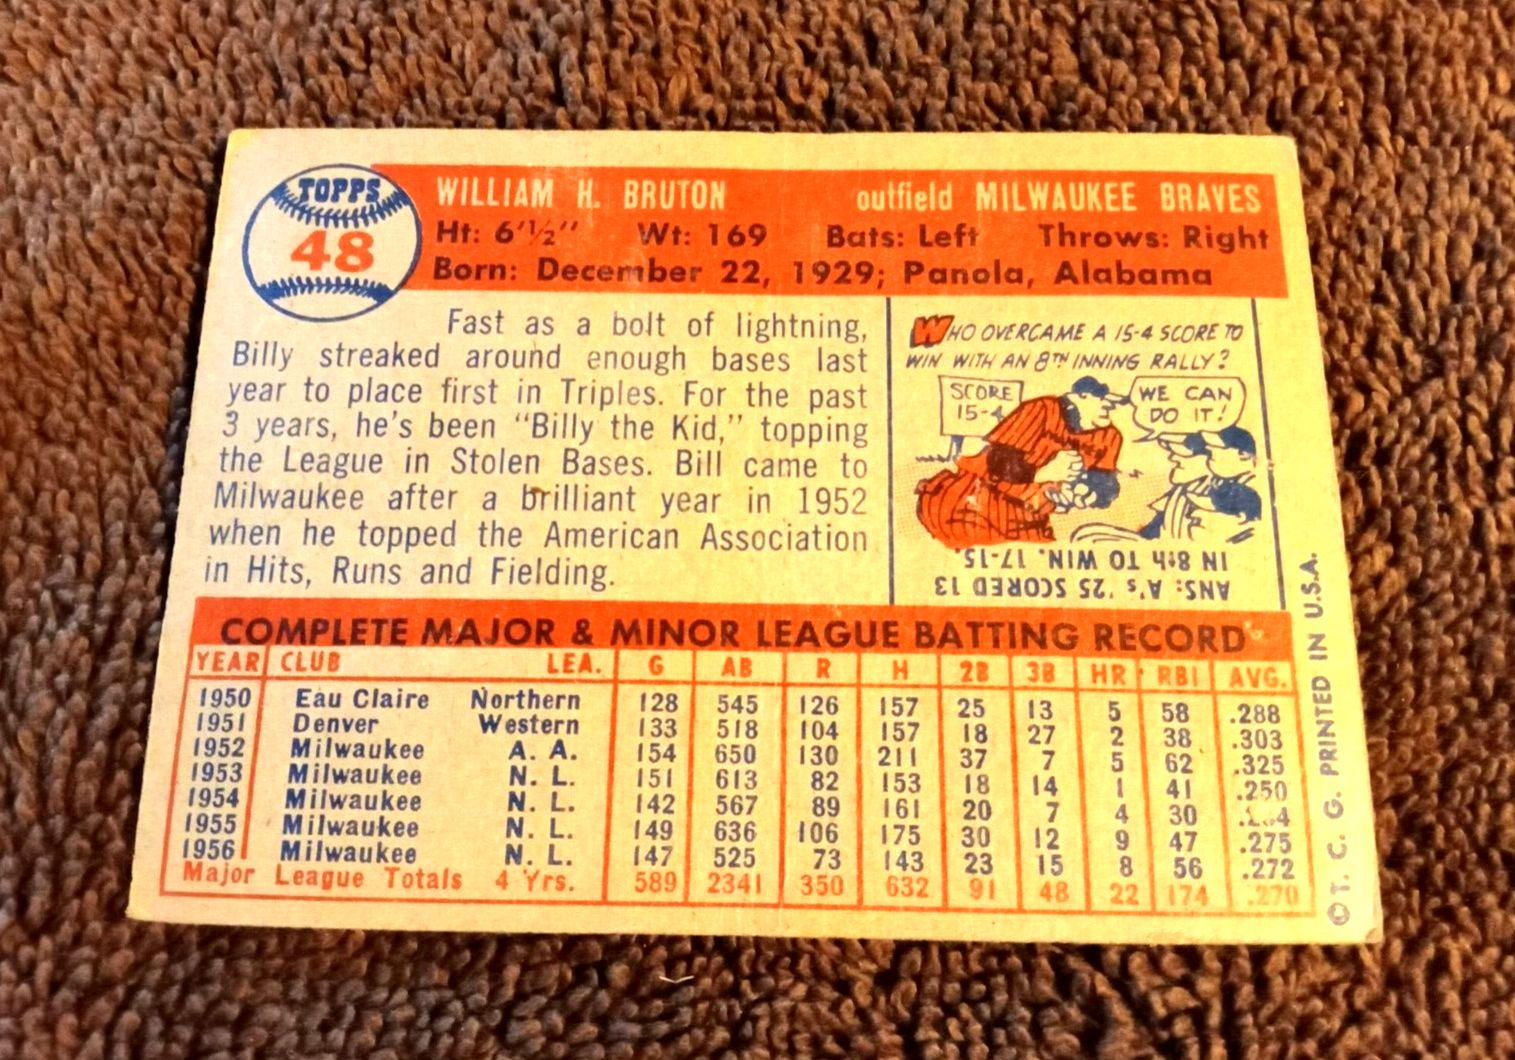 TOPPS
48
WILLIAM H. BRUTON outfield MILWAUKEE BRAVES
Ht: 6'½" Wt: 169 Bats: Left Throws: Right
Born: December 22, 1929; Panola, Alabama
Fast as a bolt of lightning,
Billy streaked around enough bases last
year to place first in Triples. For the past
3 years, he's been "Billy the Kid," topping
the League in Stolen Bases. Bill came to
Milwaukee after a brilliant year in 1952
when he topped the American Association
in Hits, Runs and Fielding.
WHO OVERCAME A 15-4 SCORE TO
WIN WITH AN 8TH INNING RALLY?
SCORE
15-4
WE CAN
DO IT!
ANS: A's '25 SCORED 13
IN 8th TO WIN. 17-15.
COMPLETE MAJOR & MINOR LEAGUE BATTING RECORD
YEAR CLUB LEA. G AB R H 2B 3B HR RBI AVG.
1950 Eau Claire Northern 128 545 126 157 25 13 5 58 .288
1951 Denver Western 133 518 104 157 18 27 2 38 .303
1952 Milwaukee A. A. 154 650 130 211 37 7 5 62 .325
1953 Milwaukee N. L. 151 613 82 153 18 14 1 41 .250
1954 Milwaukee N. L. 142 567 89 161 20 7 4 30
1955 Milwaukee N. L. 149 636 106 175 30 12 9 47 .275
1956 Milwaukee N. L. 147 525 73 143 23 15 8 56 .272
Major League Totals 4 Yrs. 589 2341 350 632 91 48 22 174 .270
©T. C. G. PRINTED IN U.S.A.